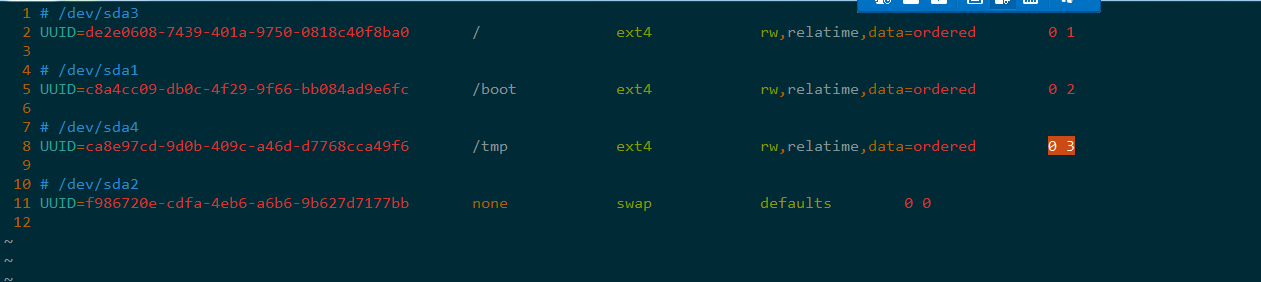 1 # /dev/sda3
2 UUID=de2e0608-7439-401a-9750-0818c40f8ba0 / ext4 rw,relatime,data=ordered 0 1
3
4 # /dev/sda1
5 UUID=c8a4cc09-db0c-4f29-9f66-bb084ad9e6fc /boot ext4 rw,relatime,data=ordered 0 2
6
7 # /dev/sda4
8 UUID=ca8e97cd-9d0b-409c-a46d-d7768cca49f6 /tmp ext4 rw,relatime,data=ordered 0 3
9
10 # /dev/sda2
11 UUID=f986720e-cdfa-4eb6-a6b6-9b627d7177bb none swap defaults 0 0
12
~
~
~